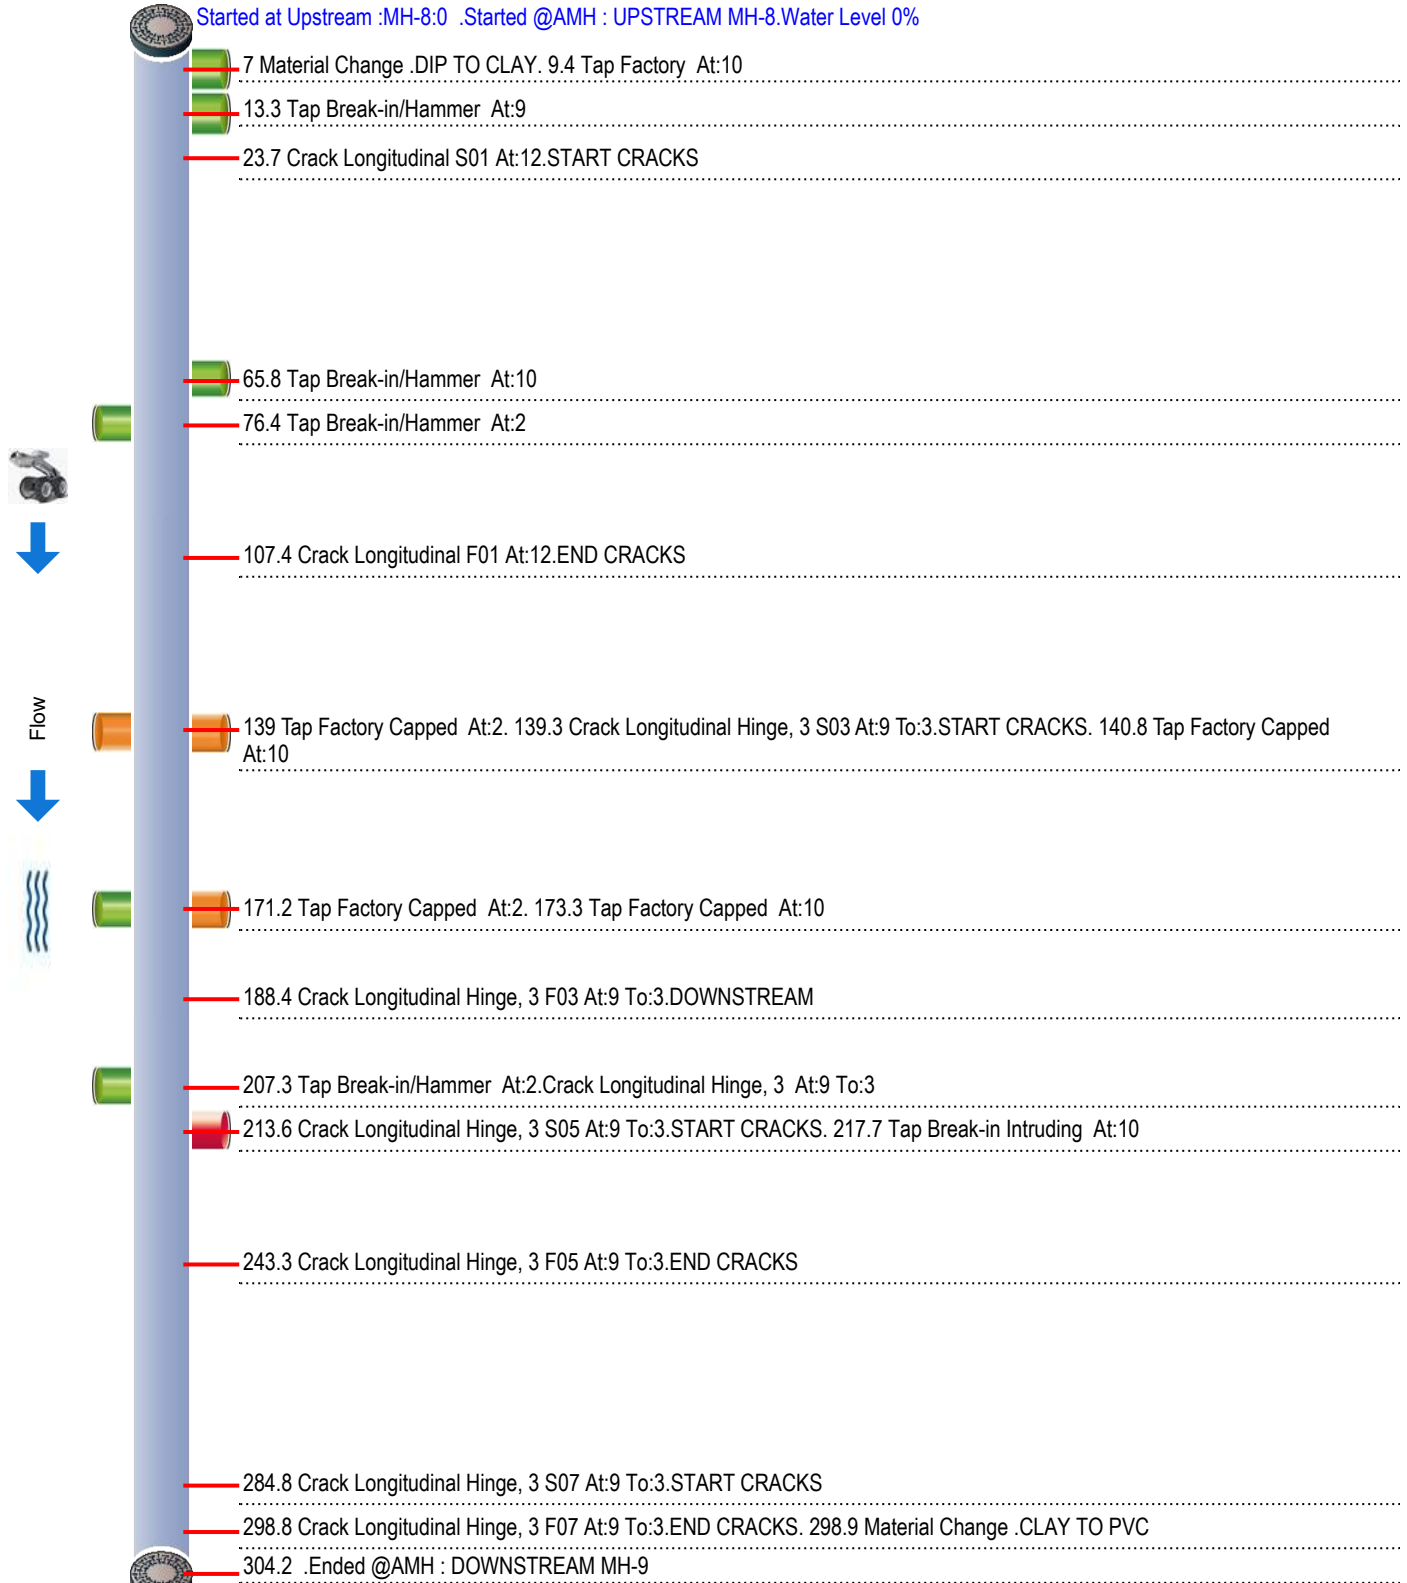 Started at Upstream :MH-8:0 .Started @AMH : UPSTREAM MH-8.Water Level 0%
7 Material Change .DIP TO CLAY. 9.4 Tap Factory At:10
13.3 Tap Break-in/Hammer At:9
23.7 Crack Longitudinal S01 At:12.START CRACKS
65.8 Tap Break-in/Hammer At:10
76.4 Tap Break-in/Hammer At:2
107.4 Crack Longitudinal F01 At:12.END CRACKS
Flow
139 Tap Factory Capped At:2. 139.3 Crack Longitudinal Hinge, 3 S03 At:9 To:3.START CRACKS. 140.8 Tap Factory Capped
At:10
171.2 Tap Factory Capped At:2. 173.3 Tap Factory Capped At:10
188.4 Crack Longitudinal Hinge, 3 F03 At:9 To:3.DOWNSTREAM
207.3 Tap Break-in/Hammer At:2.Crack Longitudinal Hinge, 3 At:9 To:3
213.6 Crack Longitudinal Hinge, 3 S05 At:9 To:3.START CRACKS. 217.7 Tap Break-in Intruding At:10
243.3 Crack Longitudinal Hinge, 3 F05 At:9 To:3.END CRACKS
284.8 Crack Longitudinal Hinge, 3 S07 At:9 To:3.START CRACKS
298.8 Crack Longitudinal Hinge, 3 F07 At:9 To:3.END CRACKS. 298.9 Material Change .CLAY TO PVC
304.2 .Ended @AMH : DOWNSTREAM MH-9